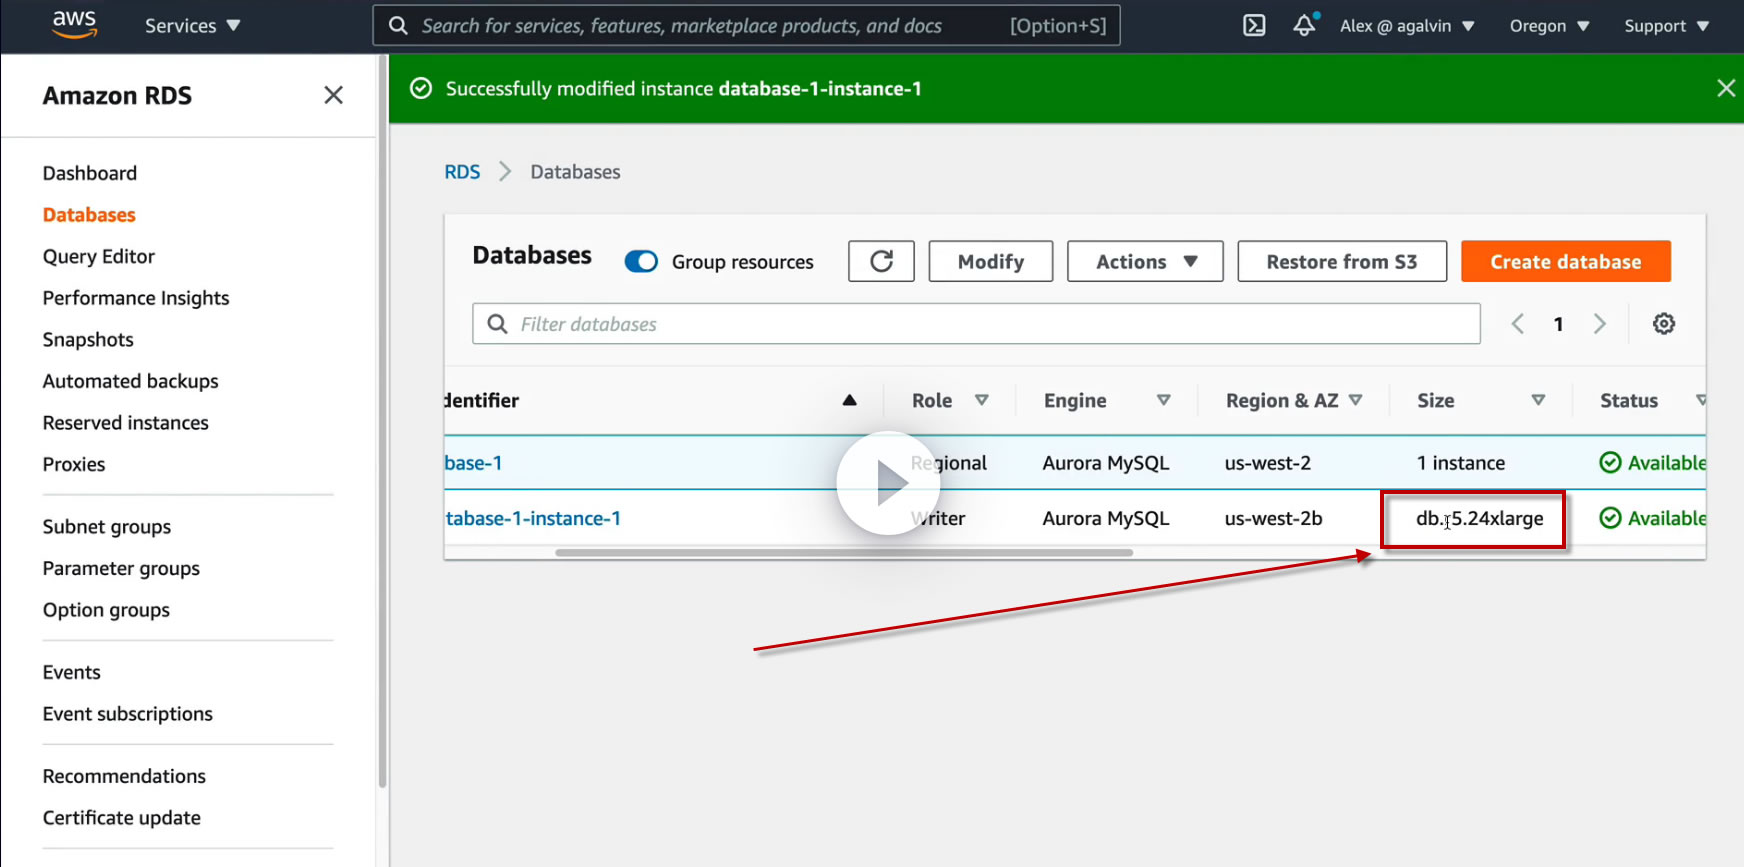 aws Services Search for services, features, marketplace products, and docs [Option+S] Alex @ agalvin Oregon Support
Amazon RDS
Dashboard
Databases
Query Editor
Performance Insights
Snapshots
Automated backups
Reserved instances
Proxies
Subnet groups
Parameter groups
Option groups
Events
Event subscriptions
Recommendations
Certificate update
Successfully modified instance database-1-instance-1
RDS Databases
Databases Group resources Modify Actions Restore from S3 Create database
Filter databases 1
dentifier Role Engine Region & AZ Size Status
base-1 Regional Aurora MySQL us-west-2 1 instance Available
tabase-1-instance-1 Writer Aurora MySQL us-west-2b db.r5.24xlarge Available